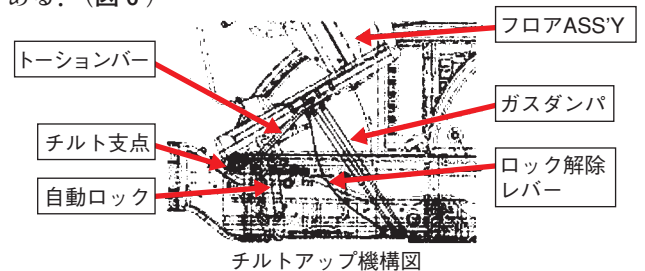 ある．(図6)
フロアASS'Y
トーションバー
ガスダンパ
チルト支点
ロック解除
レバー
自動ロック
チルトアップ機構図